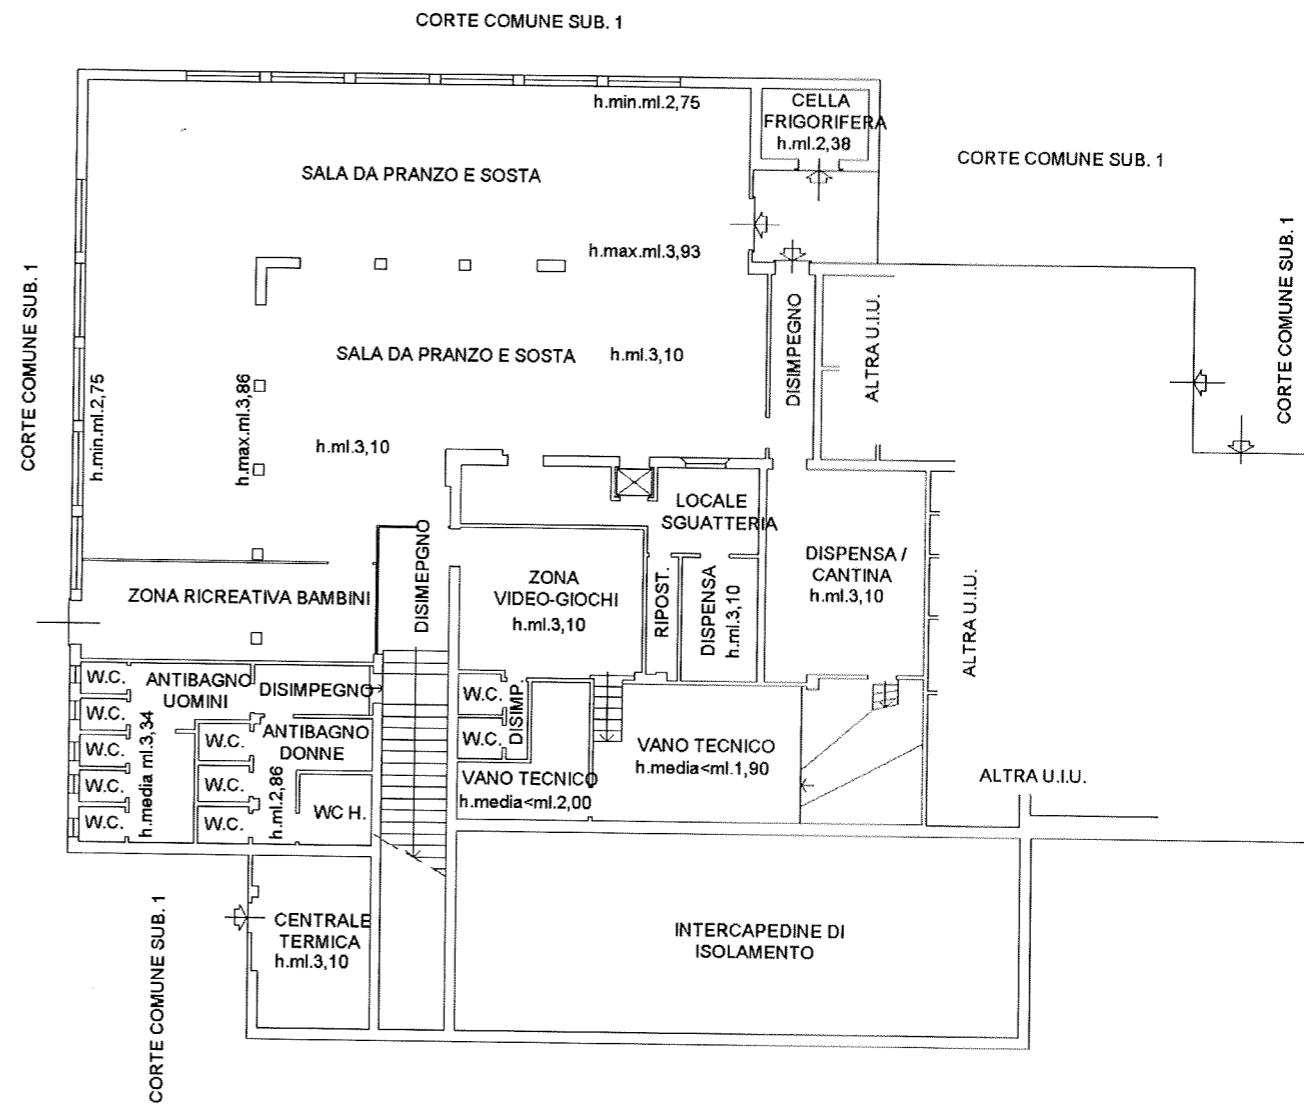 CORTE COMUNE SUB. 1
h.min.ml.2,75
CELLA
FRIGORIFERA
h.ml.2,38
CORTE COMUNE SUB. 1
SALA DA PRANZO E SOSTA
h.max.ml.3,93
CORTE COMUNE SUB. 1
CORTE COMUNE SUB. 1
DISIMPEGNO
ALTRA U.I.U.
SALA DA PRANZO E SOSTA
h.ml.3,10
h.min.ml.2,75
h.max.ml.3,86
h.ml.3,10
LOCALE
SGUATTERIA
DISIMEPGNO
DISPENSA /
CANTINA
h.ml.3,10
ZONA
VIDEO-GIOCHI
h.ml.3,10
RIPOST.
DISPENSA
h.ml.3,10
ALTRA U.I.U.
ZONA RICREATIVA BAMBINI
W.C.
ANTIBAGNO
UOMINI
DISIMPEGNO
W.C.
DISIMP.
W.C.
h.media ml.3,34
W.C.
ANTIBAGNO
DONNE
W.C.
W.C.
VANO TECNICO
h.media<ml.1,90
VANO TECNICO
h.media<ml.2,00
ALTRA U.I.U.
W.C.
W.C.
h.ml.2,86
WC H.
W.C.
W.C.
CORTE COMUNE SUB. 1
CENTRALE
TERMICA
h.ml.3,10
INTERCAPEDINE DI
ISOLAMENTO